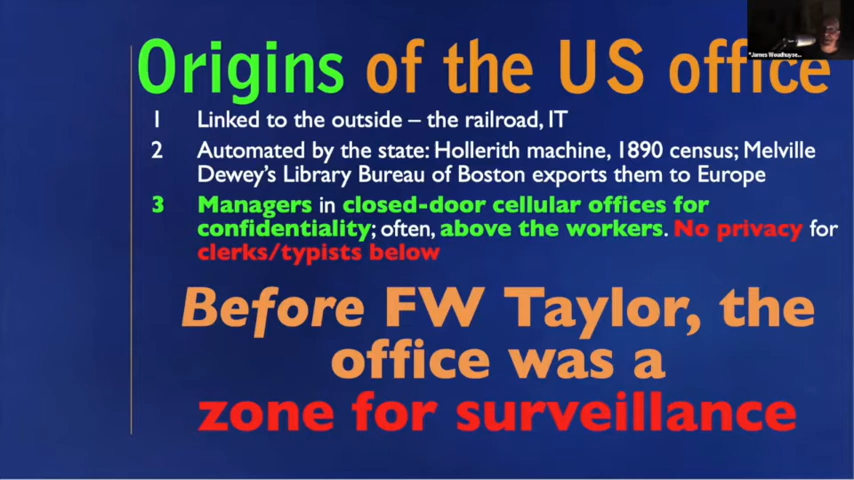 Origins of the US office
*James Woudhuyse...
1 Linked to the outside – the railroad, IT
2 Automated by the state: Hollerith machine, 1890 census; Melville
Dewey's Library Bureau of Boston exports them to Europe
3 Managers in closed-door cellular offices for
confidentiality; often, above the workers. No privacy for
clerks/typists below
Before FW Taylor, the
office was a
zone for surveillance